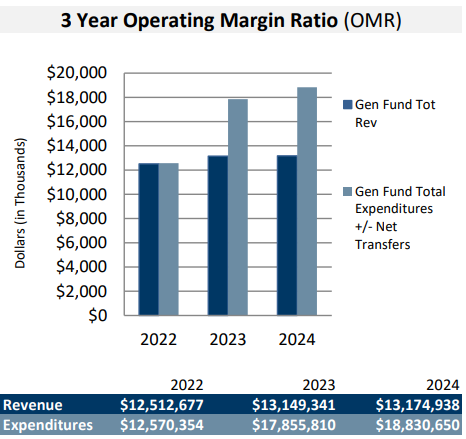 3 Year Operating Margin Ratio (OMR)
$20,000
$18,000
$16,000
$14,000
$12,000
$10,000
$8,000
$6,000
$4,000
$2,000
$0
Dollars (in Thousands)
2022 2023 2024
Gen Fund Tot
Rev
Gen Fund Total
Expenditures
+/- Net
Transfers
2022 2023 2024
Revenue $12,512,677 $13,149,341 $13,174,938
Expenditures $12,570,354 $17,855,810 $18,830,650